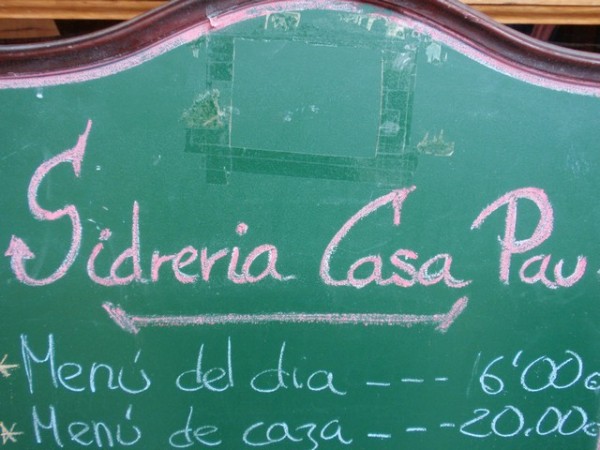 Sidreria Casa Pau
* Menú del dia --- 6'00€
* Menú de caza --- 20.00€